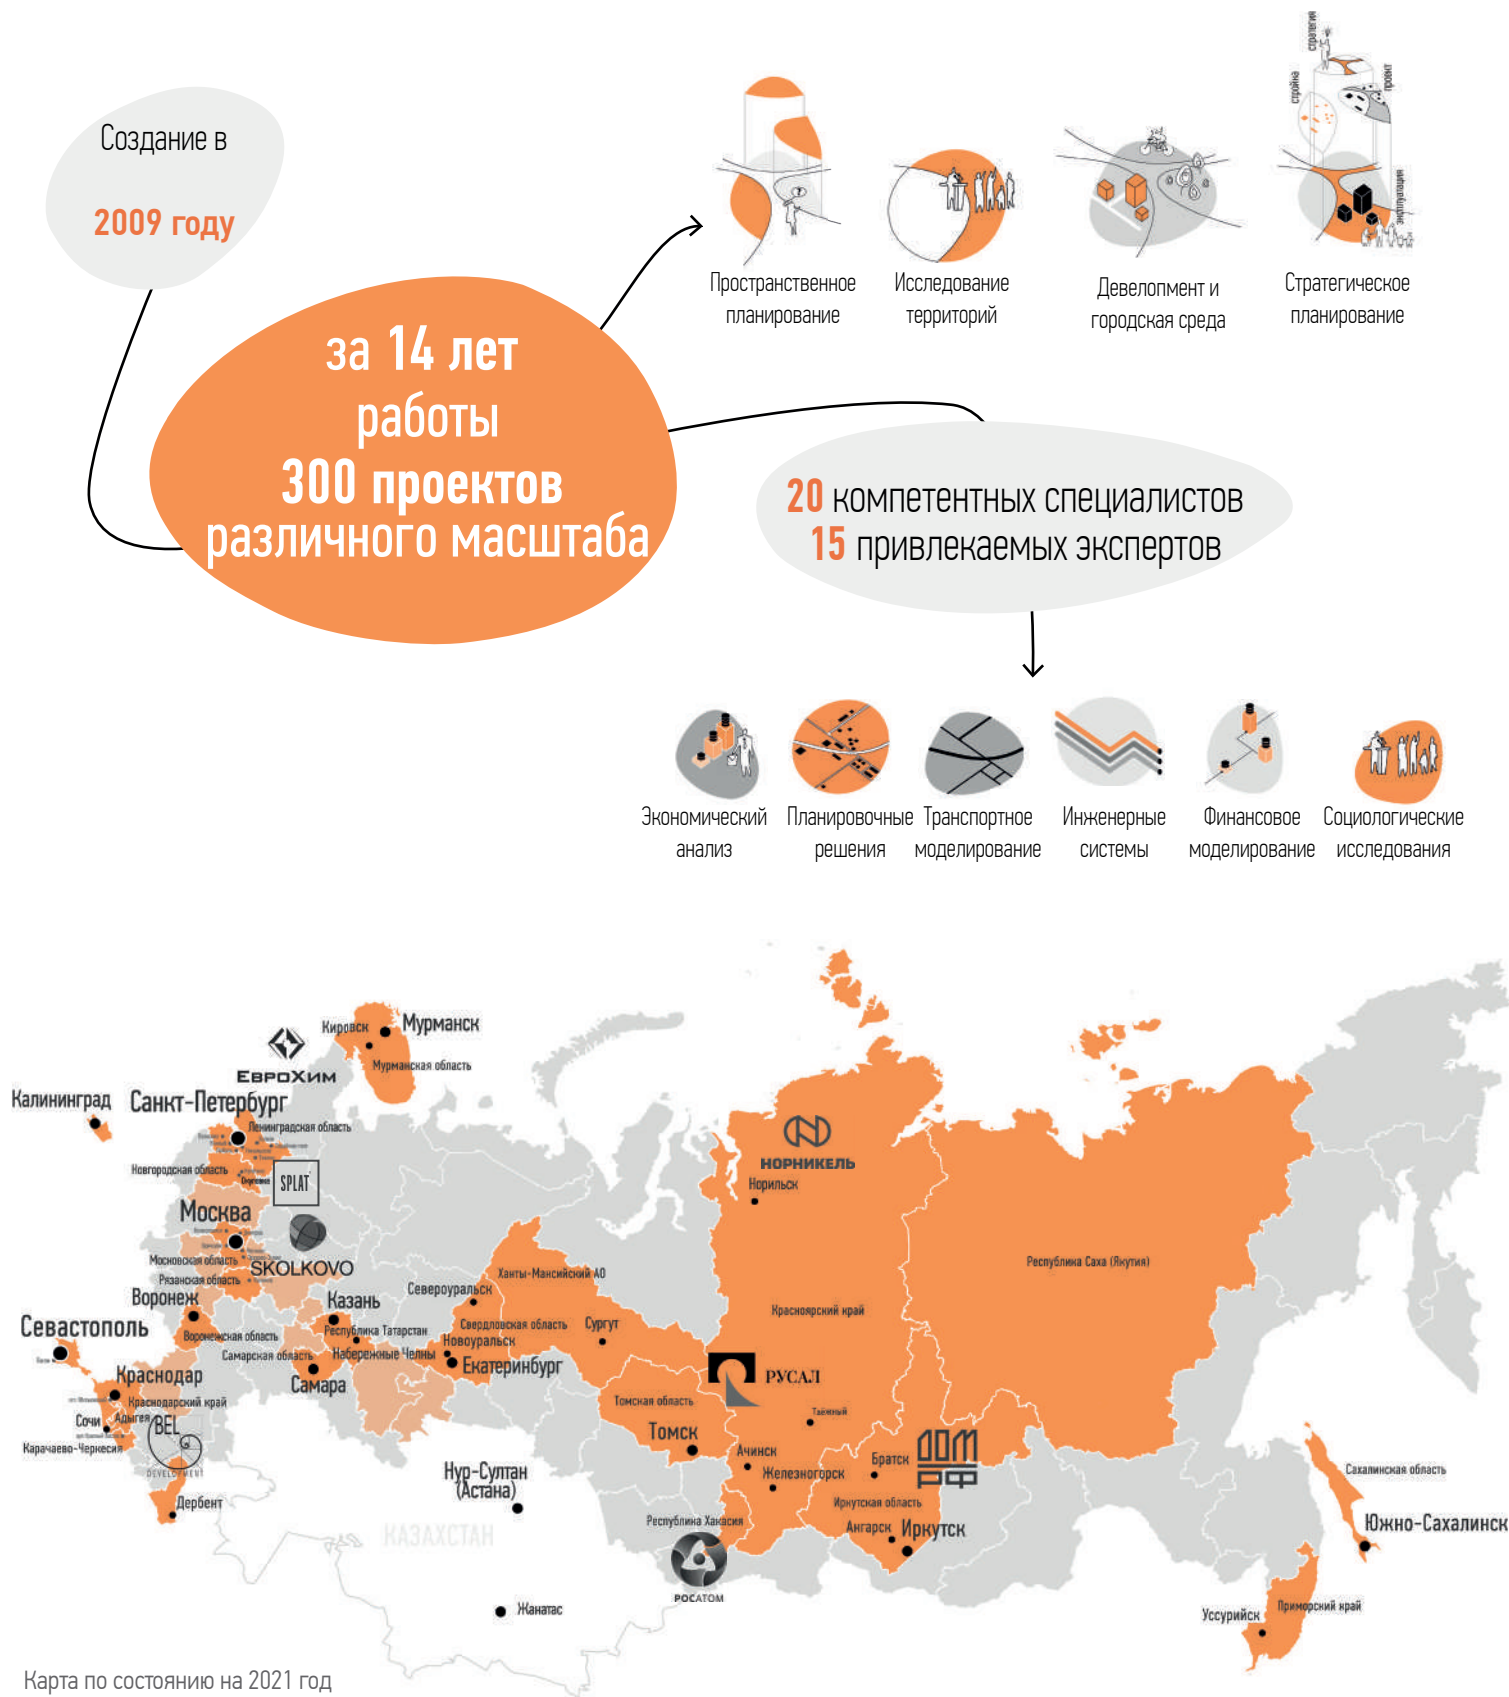 Создание в
2009 году
за 14 лет
работы
300 проектов
различного масштаба
стратегия
стройка
проект
эксплуатация
Пространственное
планирование
Исследование
территорий
Девелопмент и
городская среда
Стратегическое
планирование
20 компетентных специалистов
15 привлекаемых экспертов
Экономический
анализ
Планировочные
решения
Транспортное
моделирование
Инженерные
системы
Финансовое
моделирование
Социологические
исследования
Кировск
Мурманск
Мурманская область
ЕвроХим
Калининград
Санкт-Петербург
Ленинградская область
Новгородская область
SPLAT
Москва
Московская область
SKOLKOVO
Рязанская область
Воронеж
Воронежская область
Казань
Республика Татарстан
Набережные Челны
Самарская область
Самара
Севастополь
Краснодар
Краснодарский край
Сочи
Адыгея
Карачаево-Черкесия
BEL
DEVELOPMENT
Дербент
Североуральск
Ханты-Мансийский АО
Свердловская область
Сургут
Новоуральск
Екатеринбург
НОРНИКЕЛЬ
Норильск
Красноярский край
Республика Саха (Якутия)
РУСАЛ
Таёжный
Томская область
Томск
Ачинск
Железногорск
Братск
ДОМ
РФ
Иркутская область
Ангарск
Иркутск
Республика Хакасия
РОСАТОМ
Нур-Султан
(Астана)
КАЗАХСТАН
Жанатас
Сахалинская область
Южно-Сахалинск
Уссурийск
Приморский край
Карта по состоянию на 2021 год